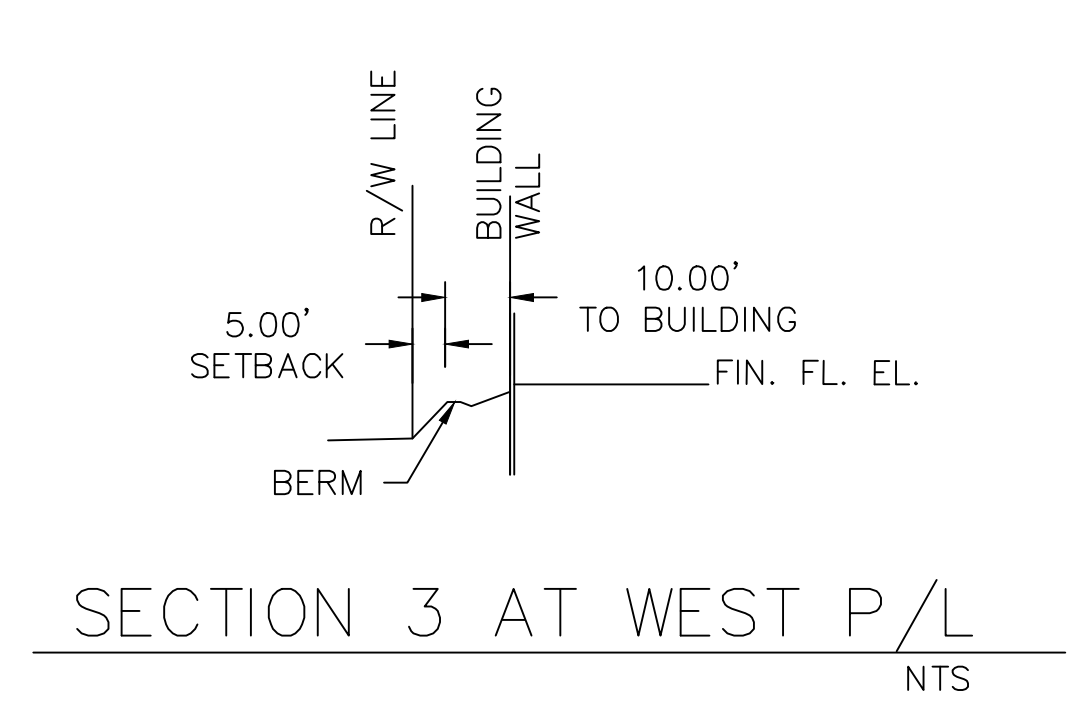 R/W LINE
BUILDING
WALL
10.00'
TO BUILDING
5.00'
SETBACK
FIN. FL. EL.
BERM
SECTION 3 AT WEST P/L
NTS